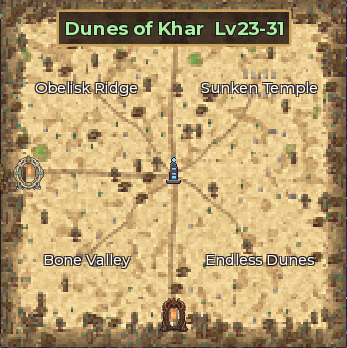 Dunes of Khar Lv23-31
Obelisk Ridge
Sunken Temple
Bone Valley
Endless Dunes